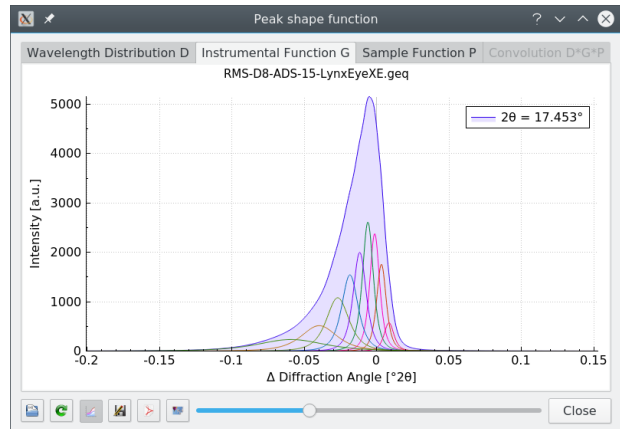 Peak shape function
Wavelength Distribution D Instrumental Function G Sample Function P Convolution D*G*P
RMS-D8-ADS-15-LynxEyeXE.geq
2θ = 17.453°
5000
4000
3000
2000
1000
0
Intensity [a.u.]
-0.2 -0.15 -0.1 -0.05 0 0.05 0.1 0.15
Δ Diffraction Angle [°2θ]
Close